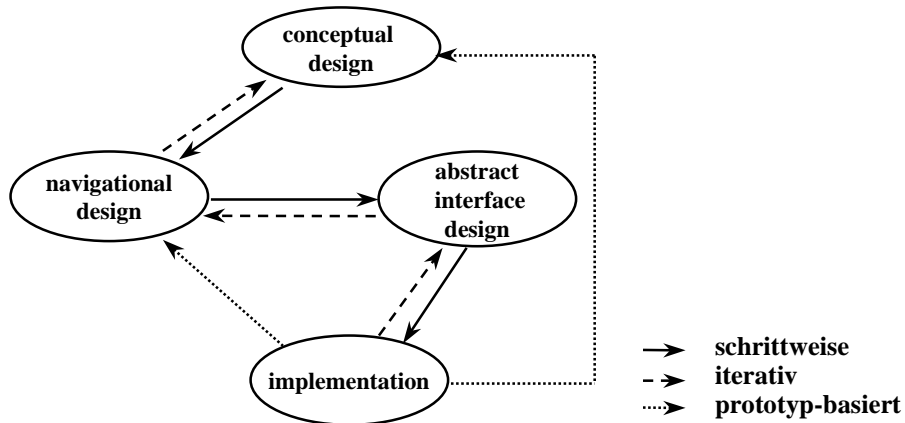 conceptual
design
navigational
design
abstract
interface
design
implementation
schrittweise
iterativ
prototyp-basiert